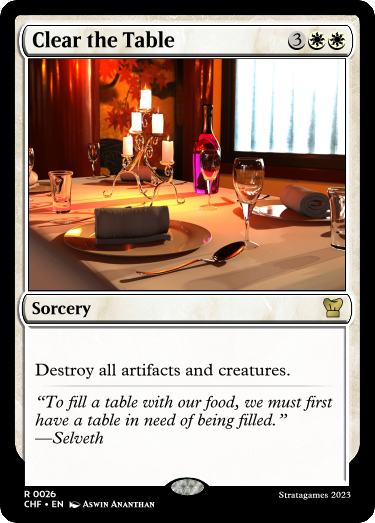 Clear the Table 3
Sorcery
Destroy all artifacts and creatures.
“To fill a table with our food, we must first
have a table in need of being filled.”
—Selveth
R 0026
CHF • EN Aswin Ananthan
Stratagames 2023